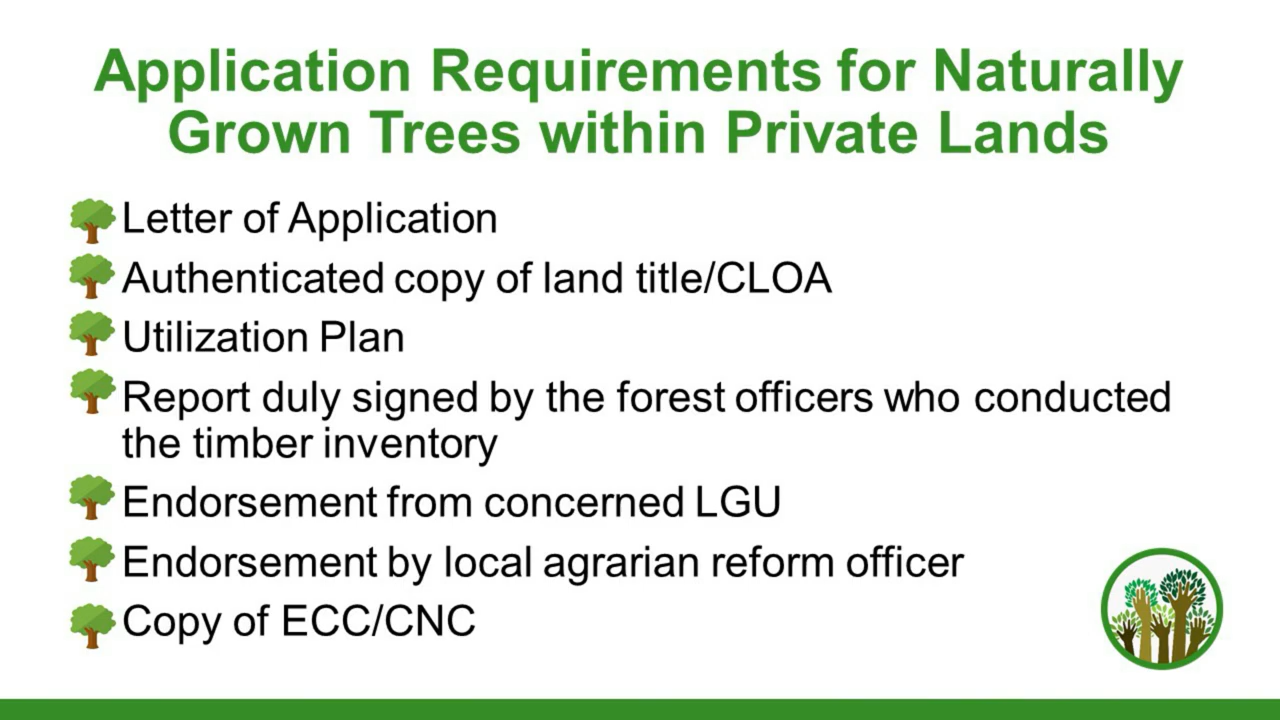 Application Requirements for Naturally
Grown Trees within Private Lands
Letter of Application
Authenticated copy of land title/CLOA
Utilization Plan
Report duly signed by the forest officers who conducted
the timber inventory
Endorsement from concerned LGU
Endorsement by local agrarian reform officer
Copy of ECC/CNC